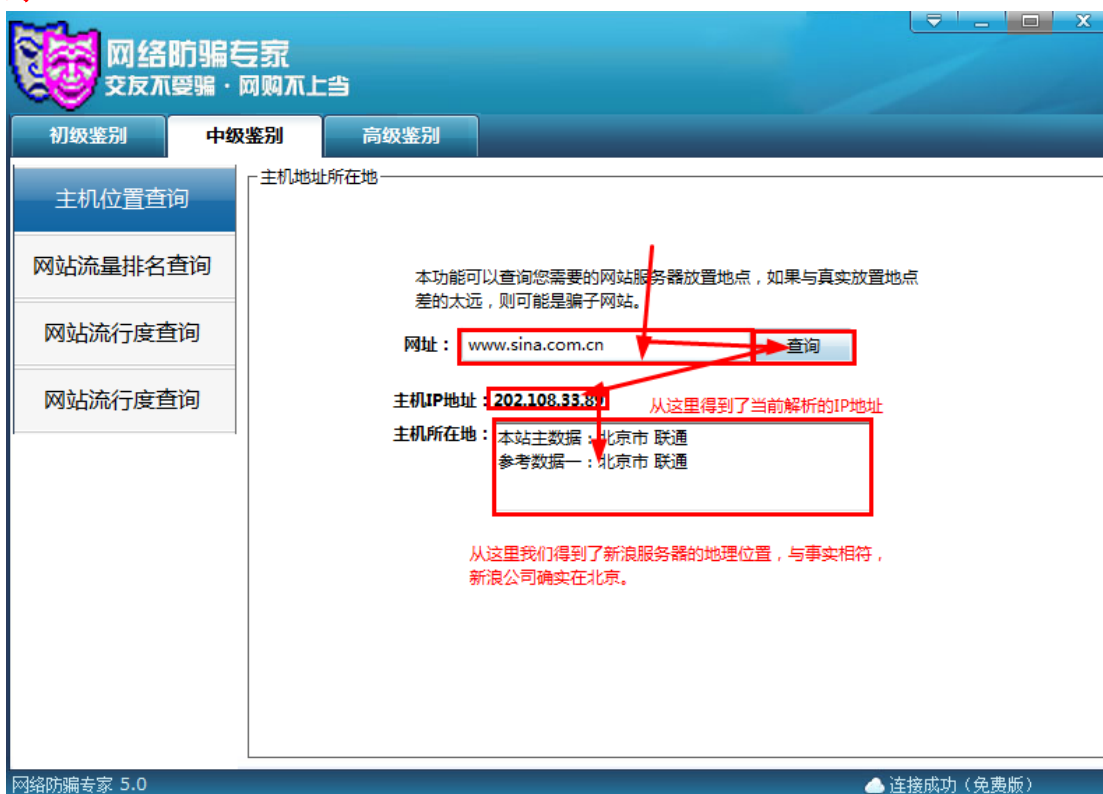 网络防骗专家
交友不受骗·网购不上当
初级鉴别
中级鉴别
高级鉴别
主机位置查询
网站流量排名查询
网站流行度查询
网站流行度查询
主机地址所在地
本功能可以查询您需要的网站服务器放置地点，如果与真实放置地点
差的太远，则可能是骗子网站。
网址： www.sina.com.cn 查询
主机IP地址：202.108.33.89 从这里得到了当前解析的IP地址
主机所在地：
本站主数据：北京市 联通
参考数据一：北京市 联通
从这里我们得到了新浪服务器的地理位置，与事实相符，
新浪公司确实在北京。
网络防骗专家 5.0
连接成功（免费版）